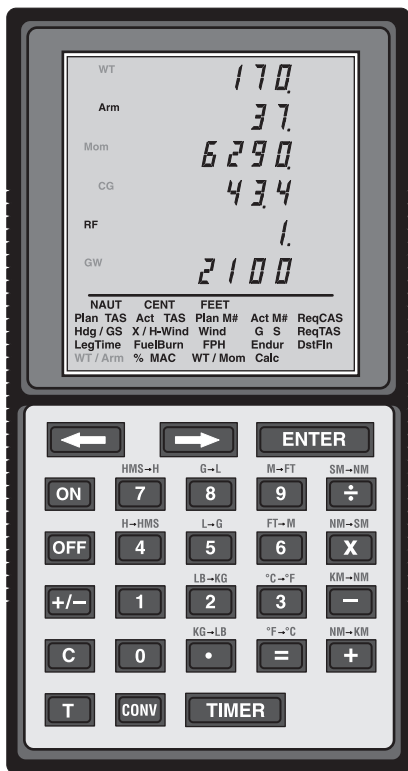 WT 170.
Arm 37.
Mom 6290.
CG 43.4
RF 1.
GW 2100
NAUT CENT FEET
Plan TAS Act TAS Plan M# Act M# ReqCAS
Hdg / GS X / H-Wind Wind G S ReqTAS
LegTime FuelBurn FPH Endur DstFln
WT / Arm % MAC WT / Mom Calc
ENTER
HMS→H G→L M→FT SM→NM
ON 7 8 9 ÷
H→HMS L→G FT→M NM→SM
OFF 4 5 6 X
LB→KG °C→°F KM→NM
+/− 1 2 3 −
KG→LB °F→°C NM→KM
C 0 • = +
T CONV TIMER